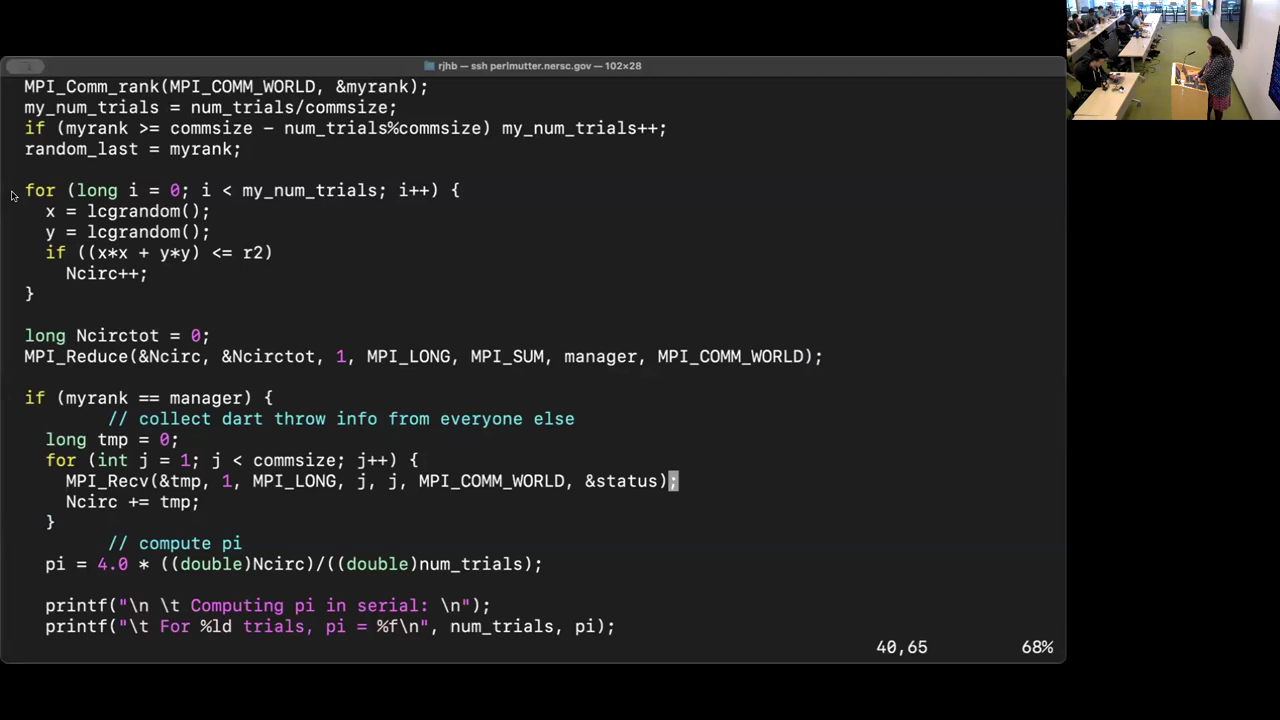 rjhb — ssh perlmutter.nersc.gov — 102×28
MPI_Comm_rank(MPI_COMM_WORLD, &myrank);
my_num_trials = num_trials/commsize;
if (myrank >= commsize - num_trials%commsize) my_num_trials++;
random_last = myrank;
for (long i = 0; i < my_num_trials; i++) {
x = lcgrandom();
y = lcgrandom();
if ((x*x + y*y) <= r2)
Ncirc++;
}
long Ncirctot = 0;
MPI_Reduce(&Ncirc, &Ncirctot, 1, MPI_LONG, MPI_SUM, manager, MPI_COMM_WORLD);
if (myrank == manager) {
// collect dart throw info from everyone else
long tmp = 0;
for (int j = 1; j < commsize; j++) {
MPI_Recv(&tmp, 1, MPI_LONG, j, j, MPI_COMM_WORLD, &status);
Ncirc += tmp;
}
// compute pi
pi = 4.0 * ((double)Ncirc)/((double)num_trials);
printf("\n \t Computing pi in serial: \n");
printf("\t For %ld trials, pi = %f\n", num_trials, pi);
40,65 68%